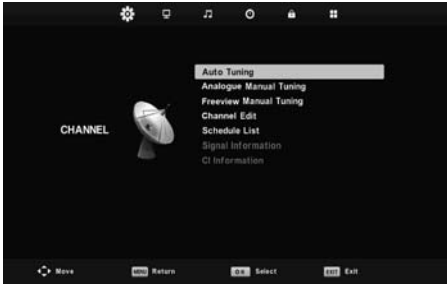 Auto Tuning
Analogue Manual Tuning
Freeview Manual Tuning
Channel Edit
CHANNEL
Schedule List
Signal Information
CI Information
Move MENU Return OK Select EXIT Exit